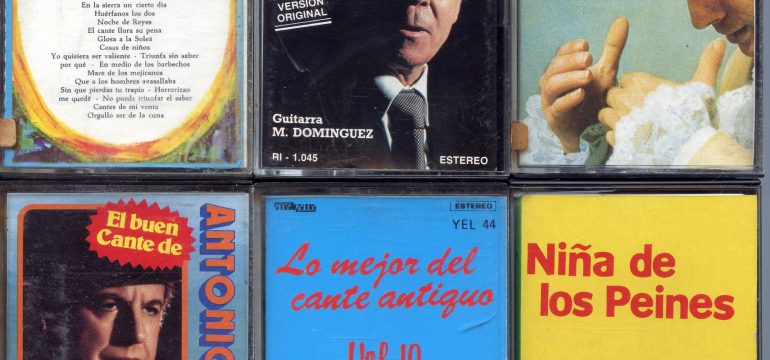 En la sierra un cierto día
Huérfanos los dos
Noche de Reyes
El cante llora su pena
Glosa a la Soleá
Cosas de niños
Yo quisiera ser valiente - Triunfa sin saber
por qué - En medio de los barbechos
Mare de los mejicanos
Que a los hombres avasallaba
Sin que pierdas tu trapío - Horrorizao
me quedé - No puede triunfar el saber
Cantes de mi venta
Orgullo ser de la cuna
VERSIÓN
ORIGINAL
Guitarra
M. DOMINGUEZ
RI - 1.045
ESTEREO
El buen
Cante de
ANTONIO
ESTEREO
YEL 44
Lo mejor del
cante antiguo
Vol. 10
Niña de
los Peines